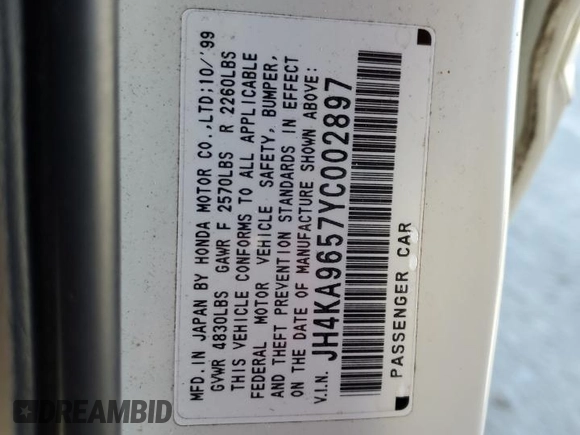 MFD.IN JAPAN BY HONDA MOTOR CO.,LTD;10/'99
GVWR 4830LBS GAWR F 2570LBS R 2260LBS
THIS VEHICLE CONFORMS TO ALL APPLICABLE
FEDERAL MOTOR VEHICLE SAFETY, BUMPER,
AND THEFT PREVENTION STANDARDS IN EFFECT
ON THE DATE OF MANUFACTURE SHOWN ABOVE:
V.I.N. JH4KA9657YC002897
PASSENGER CAR
DREAMBID